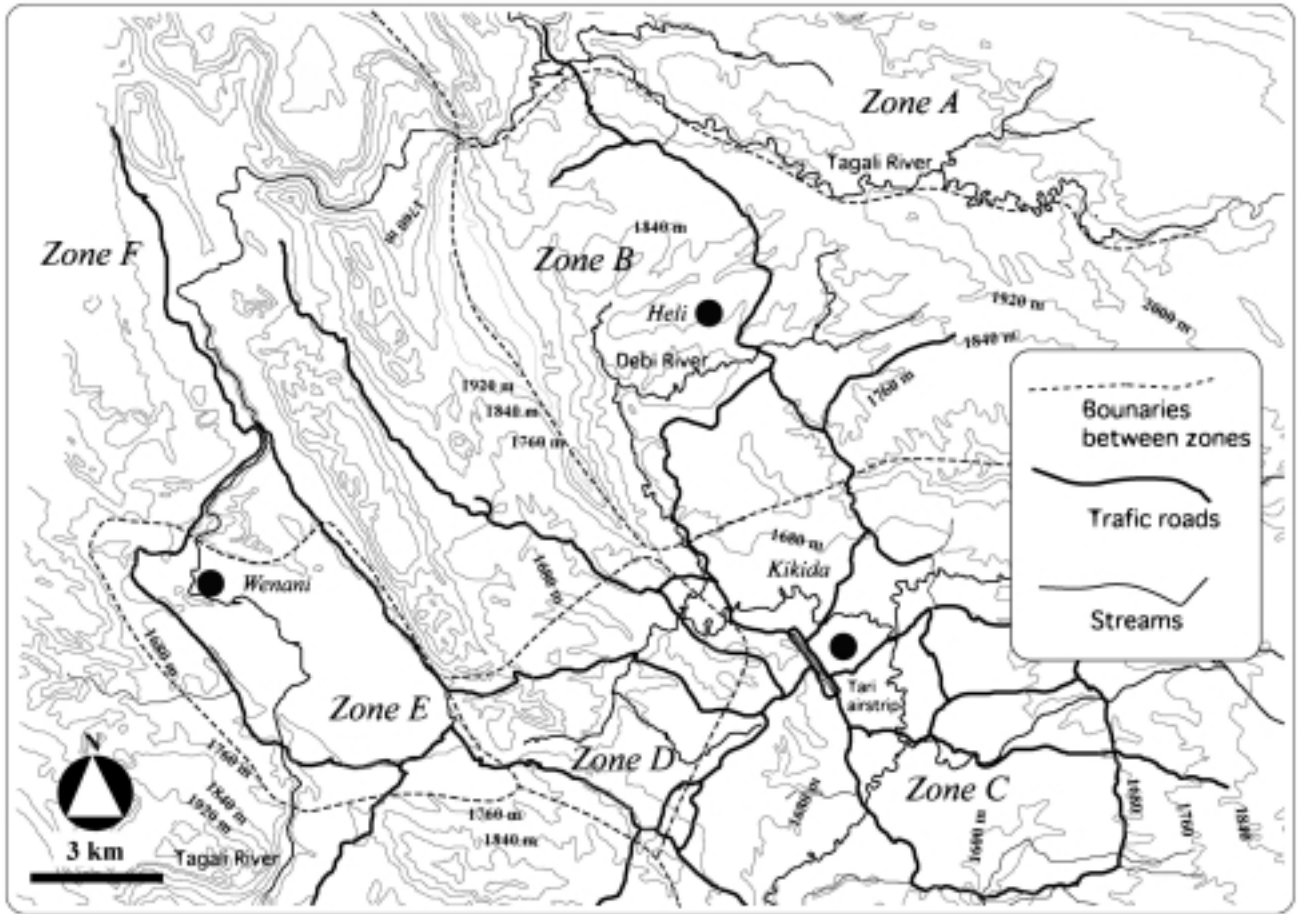 Zone A
Tagali River
1760 m
1840 m
Zone F
Zone B
1920 m
2000 m
Heli
1840 m
Debi River
1760 m
1920 m
1840 m
1760 m
Bounaries
between zones
Trafic roads
Streams
1680 m
Kikida
1680 m
Wenani
1680 m
Tari
airstrip
Zone E
Zone D
Zone C
1760 m
1840 m
1920 m
1760 m
1840 m
1680 m
1600 m
1680
1760
1840
N
3 km
Tagali River